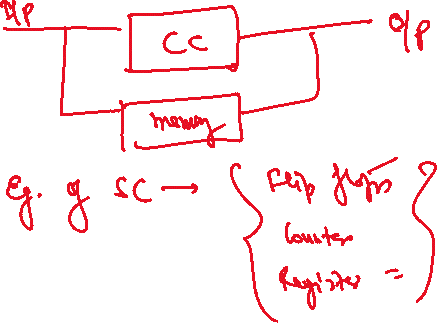 I/P
CC
O/p
memory
Eg. of SC → { Flip flops
Counter
Register = }